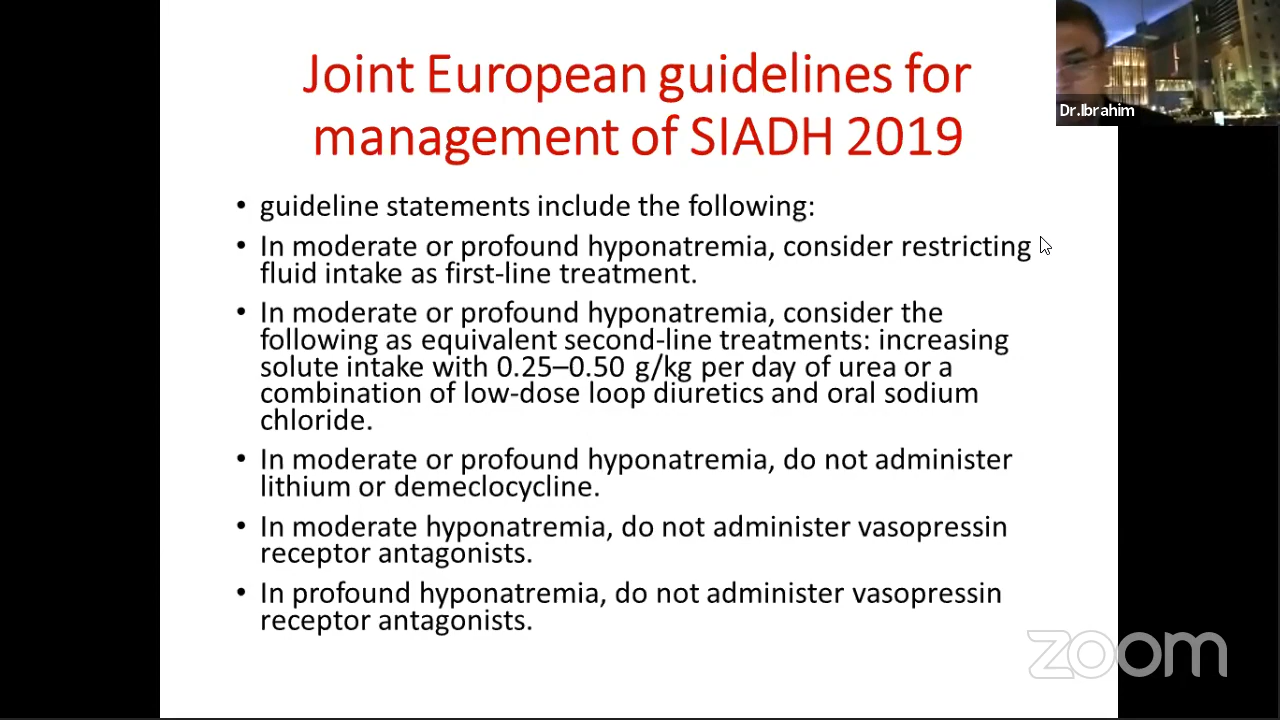 Joint European guidelines for
management of SIADH 2019
Dr.Ibrahim
• guideline statements include the following:
• In moderate or profound hyponatremia, consider restricting
fluid intake as first-line treatment.
• In moderate or profound hyponatremia, consider the
following as equivalent second-line treatments: increasing
solute intake with 0.25–0.50 g/kg per day of urea or a
combination of low-dose loop diuretics and oral sodium
chloride.
• In moderate or profound hyponatremia, do not administer
lithium or demeclocycline.
• In moderate hyponatremia, do not administer vasopressin
receptor antagonists.
• In profound hyponatremia, do not administer vasopressin
receptor antagonists.
zoom